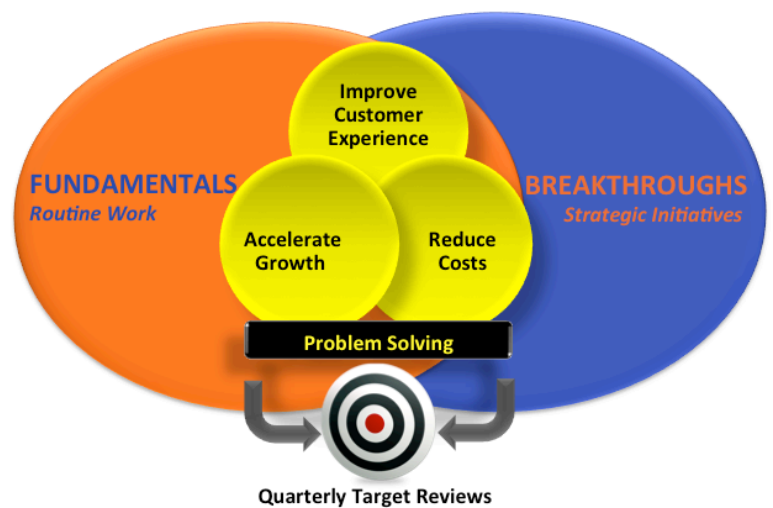 Improve
Customer
Experience
FUNDAMENTALS
Routine Work
BREAKTHROUGHS
Strategic Initiatives
Accelerate
Growth
Reduce
Costs
Problem Solving
Quarterly Target Reviews